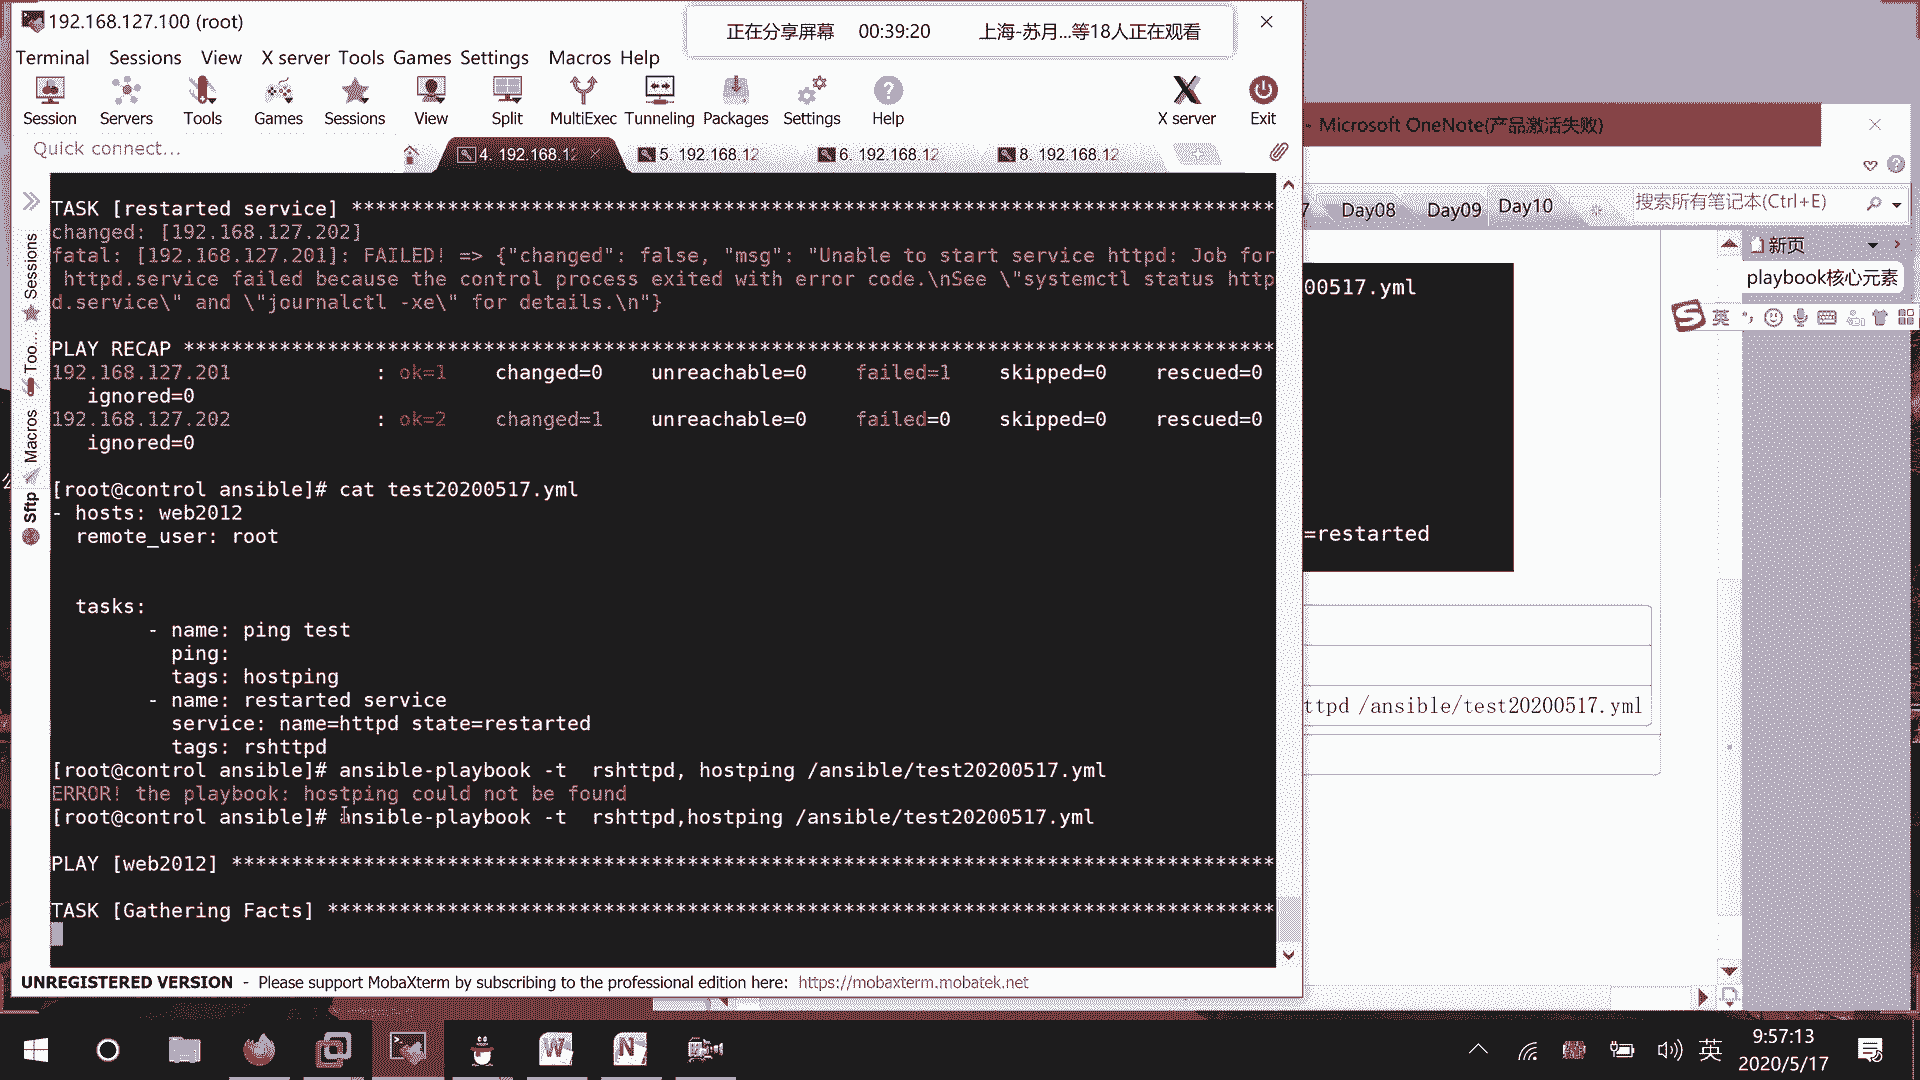 192.168.127.100 (root)
正在分享屏幕 00:39:20 上海-苏月...等18人正在观看
Terminal Sessions View X server Tools Games Settings Macros Help
Session Servers Tools Games Sessions View Split MultiExec Tunneling Packages Settings Help X server Exit
Quick connect...
4. 192.168.12
5. 192.168.12
6. 192.168.12
8. 192.168.12
Sessions
Too...
Macros
Sftp
TASK [restarted service] *****************************************************************************
changed: [192.168.127.202]
fatal: [192.168.127.201]: FAILED! => {"changed": false, "msg": "Unable to start service httpd: Job for
httpd.service failed because the control process exited with error code.\nSee \"systemctl status http
d.service\" and \"journalctl -xe\" for details.\n"}
PLAY RECAP *******************************************************************************************
192.168.127.201 : ok=1 changed=0 unreachable=0 failed=1 skipped=0 rescued=0
ignored=0
192.168.127.202 : ok=2 changed=1 unreachable=0 failed=0 skipped=0 rescued=0
ignored=0
[root@control ansible]# cat test20200517.yml
- hosts: web2012
remote_user: root
tasks:
- name: ping test
ping:
tags: hostping
- name: restarted service
service: name=httpd state=restarted
tags: rshttpd
[root@control ansible]# ansible-playbook -t  rshttpd, hostping /ansible/test20200517.yml
ERROR! the playbook: hostping could not be found
[root@control ansible]# ansible-playbook -t  rshttpd,hostping /ansible/test20200517.yml
PLAY [web2012] ***************************************************************************************
TASK [Gathering Facts] *******************************************************************************
UNREGISTERED VERSION - Please support MobaXterm by subscribing to the professional edition here: https://mobaxterm.mobatek.net
- Microsoft OneNote(产品激活失败)
7 Day08 Day09 Day10
搜索所有笔记本(Ctrl+E)
新页
playbook核心元素
00517.yml
英
=restarted
ttpd /ansible/test20200517.yml
英
9:57:13
2020/5/17